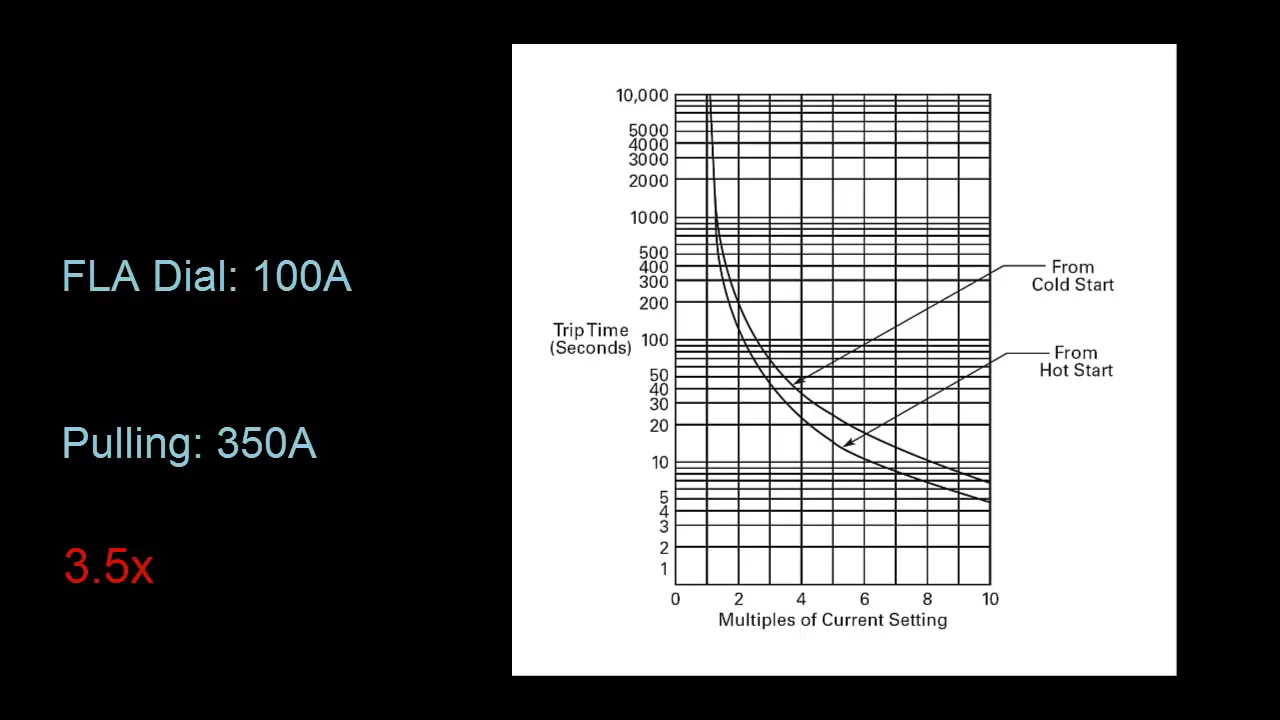 FLA Dial: 100A
Pulling: 350A
3.5x
10,000
5000
4000
3000
2000
1000
500
400
300
200
100
50
40
30
20
10
5
4
3
2
1
Trip Time
(Seconds)
0 2 4 6 8 10
Multiples of Current Setting
From
Cold Start
From
Hot Start